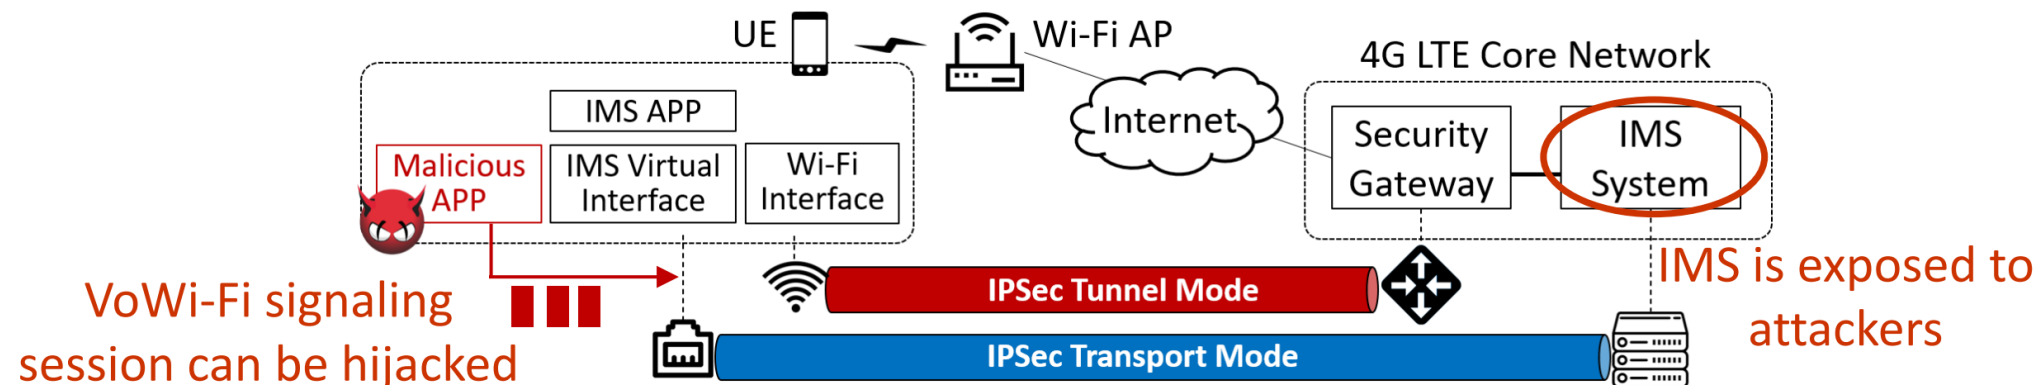 UE
Wi-Fi AP
4G LTE Core Network
IMS APP
Internet
Security
Gateway
IMS
System
Malicious
APP
IMS Virtual
Interface
Wi-Fi
Interface
IMS is exposed to
attackers
VoWi-Fi signaling
session can be hijacked
IPSec Tunnel Mode
IPSec Transport Mode